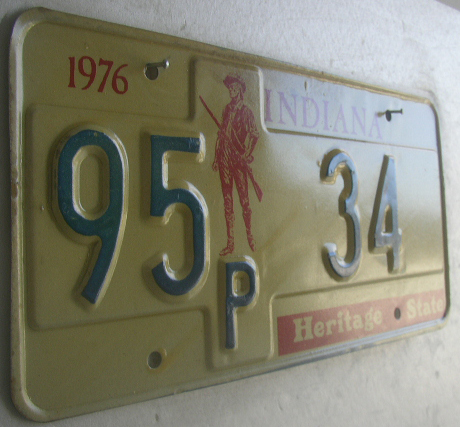 1976 INDIANA
95 P 34
Heritage State